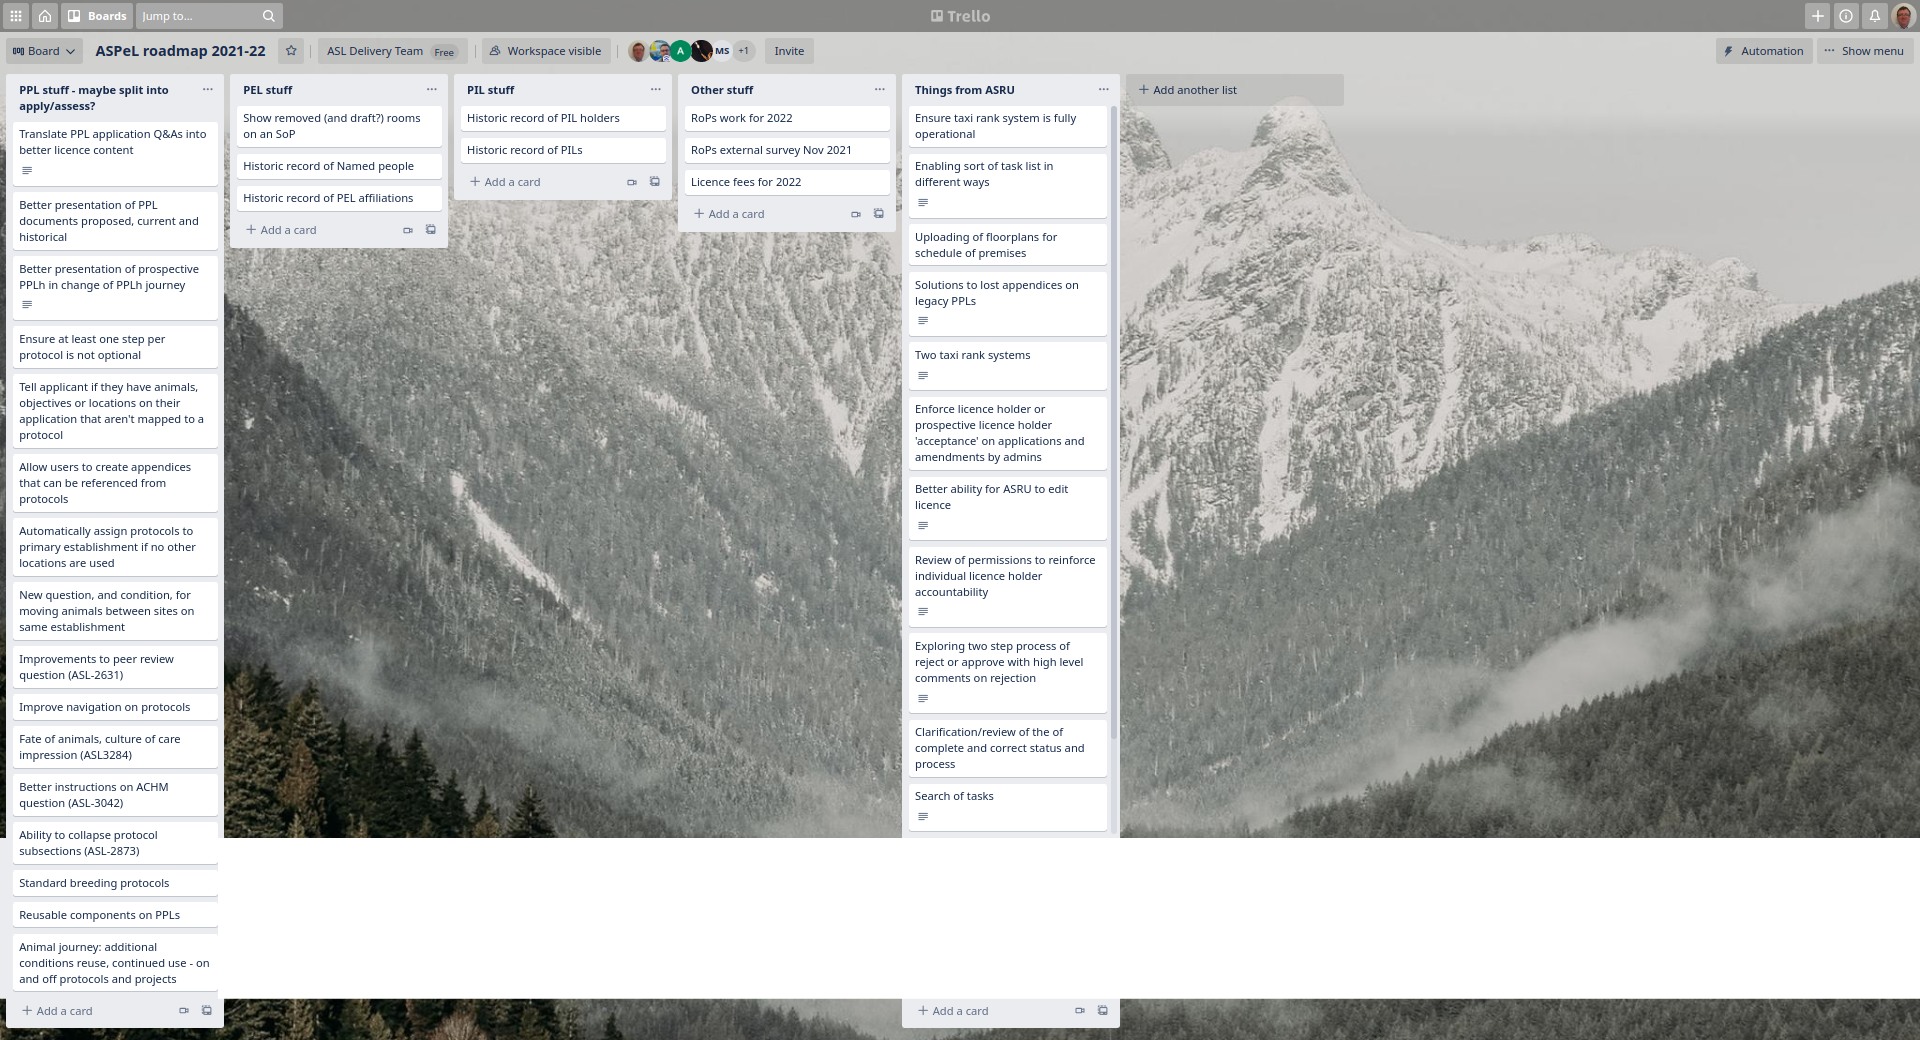 Boards
Jump to...
Trello
Board
ASPeL roadmap 2021-22
ASL Delivery Team Free
Workspace visible
A
MS
+1
Invite
Automation
Show menu
PPL stuff - maybe split into
apply/assess?
Translate PPL application Q&As into
better licence content
Better presentation of PPL
documents proposed, current and
historical
Better presentation of prospective
PPLh in change of PPLh journey
Ensure at least one step per
protocol is not optional
Tell applicant if they have animals,
objectives or locations on their
application that aren't mapped to a
protocol
Allow users to create appendices
that can be referenced from
protocols
Automatically assign protocols to
primary establishment if no other
locations are used
New question, and condition, for
moving animals between sites on
same establishment
Improvements to peer review
question (ASL-2631)
Improve navigation on protocols
Fate of animals, culture of care
impression (ASL3284)
Better instructions on ACHM
question (ASL-3042)
Ability to collapse protocol
subsections (ASL-2873)
Standard breeding protocols
Reusable components on PPLs
Animal journey: additional
conditions reuse, continued use - on
and off protocols and projects
+ Add a card
PEL stuff
Show removed (and draft?) rooms
on an SoP
Historic record of Named people
Historic record of PEL affiliations
+ Add a card
PIL stuff
Historic record of PIL holders
Historic record of PILs
+ Add a card
Other stuff
RoPs work for 2022
RoPs external survey Nov 2021
Licence fees for 2022
+ Add a card
Things from ASRU
Ensure taxi rank system is fully
operational
Enabling sort of task list in
different ways
Uploading of floorplans for
schedule of premises
Solutions to lost appendices on
legacy PPLs
Two taxi rank systems
Enforce licence holder or
prospective licence holder
'acceptance' on applications and
amendments by admins
Better ability for ASRU to edit
licence
Review of permissions to reinforce
individual licence holder
accountability
Exploring two step process of
reject or approve with high level
comments on rejection
Clarification/review of the of
complete and correct status and
process
Search of tasks
+ Add a card
+ Add another list